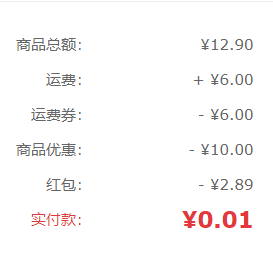 商品总额: ¥12.90
运费: + ¥6.00
运费券: - ¥6.00
商品优惠: - ¥10.00
红包: - ¥2.89
实付款: ¥0.01